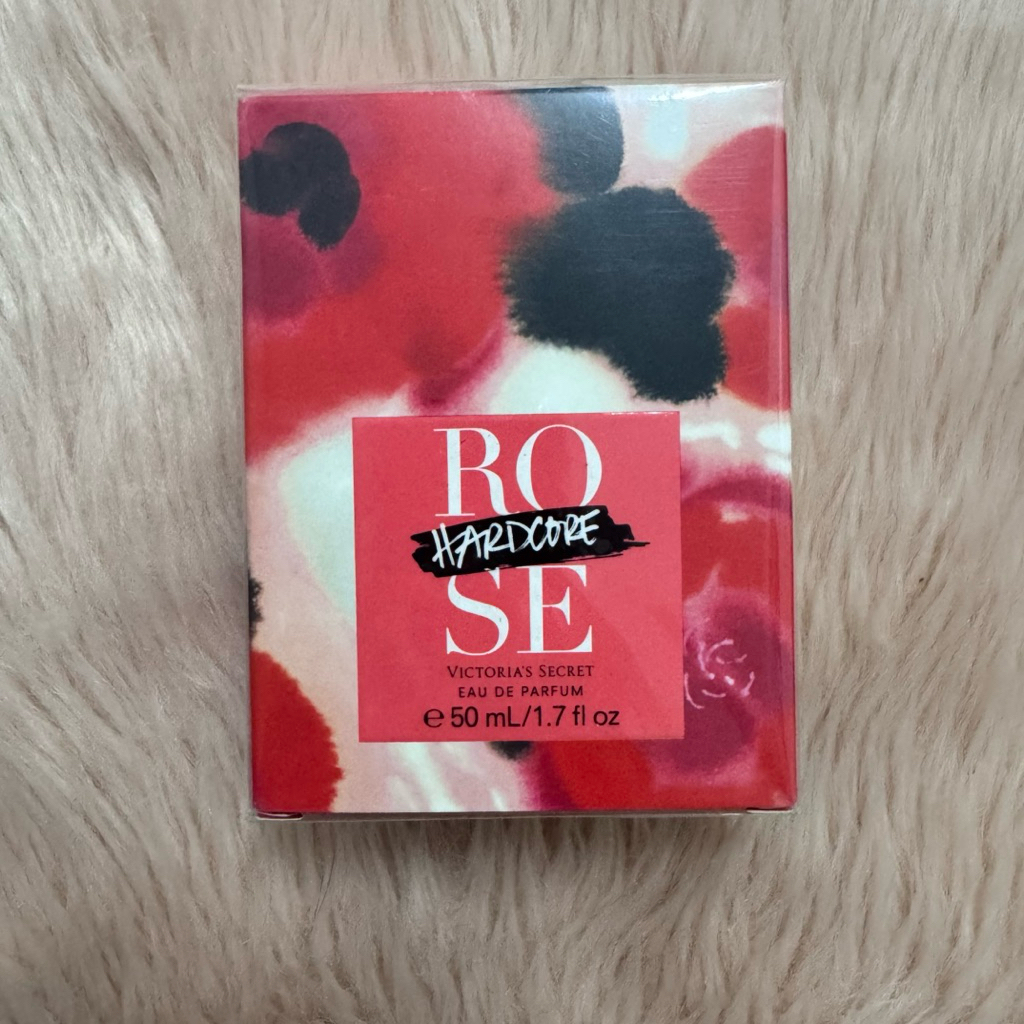 RO
HARDCORE
SE
VICTORIA'S SECRET
EAU DE PARFUM
℮ 50 mL/1.7 fl oz